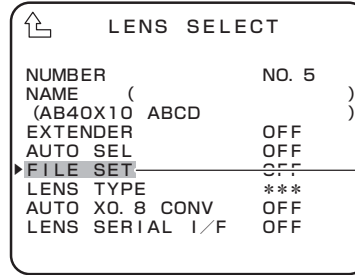 LENS SELECT
NUMBER NO. 5
NAME ( )
(AB40X10 ABCD )
EXTENDER OFF
AUTO SEL OFF
FILE SET OFF
LENS TYPE ***
AUTO X0. 8 CONV OFF
LENS SERIAL I/F OFF